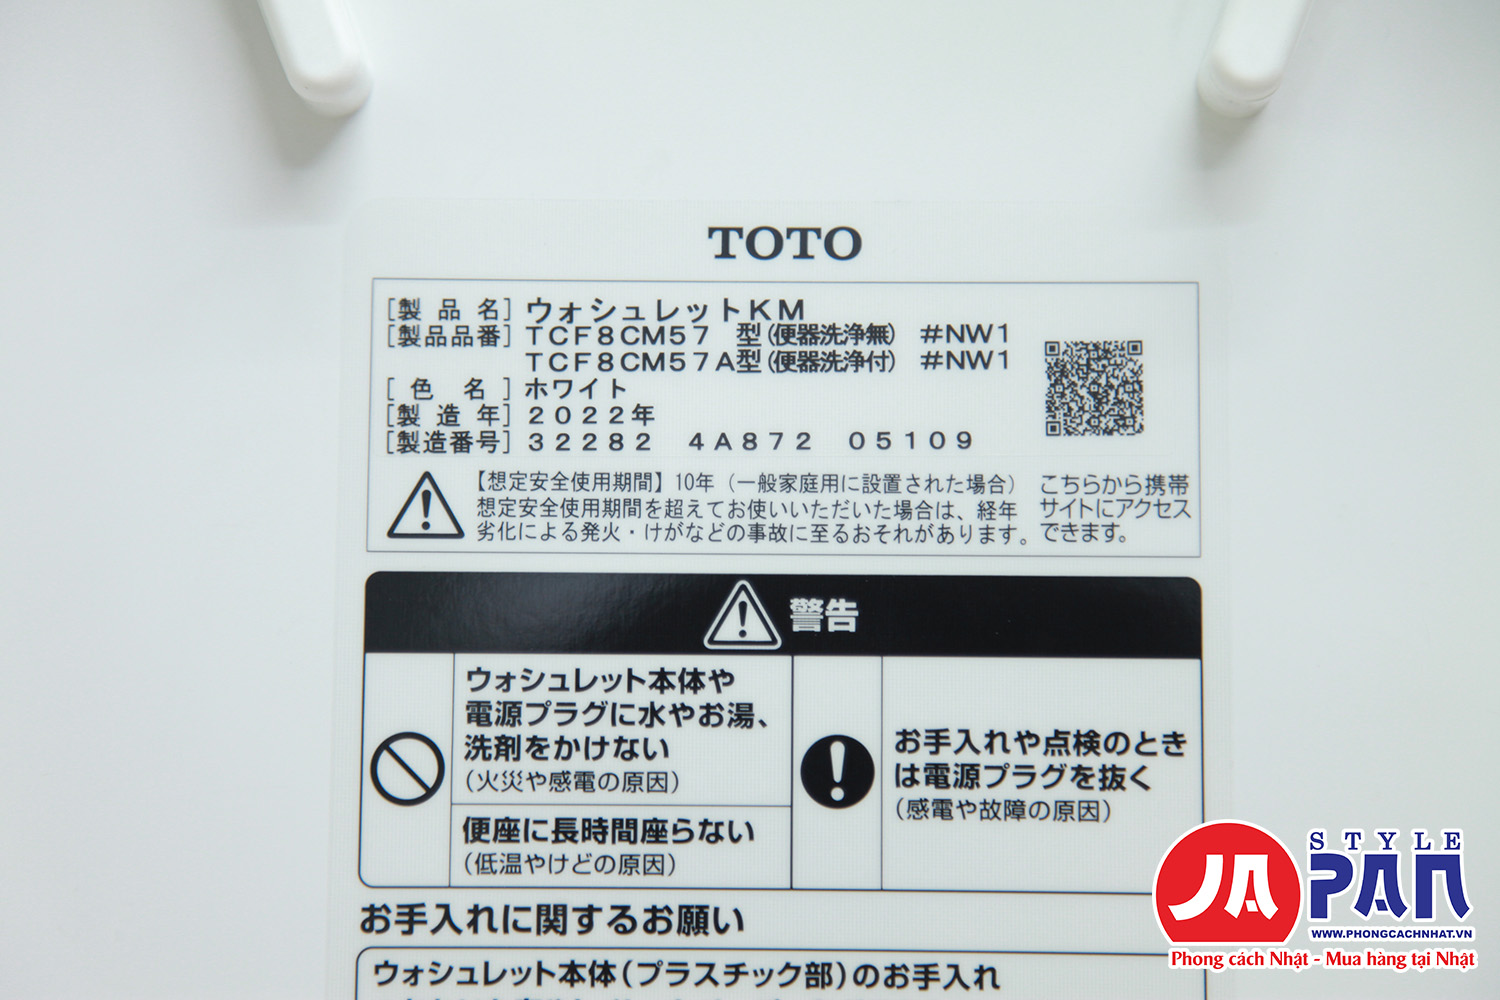 TOTO
[製品名] ウォシュレットKM
[製品品番] TCF8CM57 型(便器洗浄無) #NW1
TCF8CM57A型(便器洗浄付) #NW1
[色名] ホワイト
[製造年] 2022年
[製造番号] 32282 4A872 05109
【想定安全使用期間】10年(一般家庭用に設置された場合)
想定安全使用期間を超えてお使いいただいた場合は、経年
劣化による発火・けがなどの事故に至るおそれがあります。
こちらから携帯
サイトにアクセス
できます。
警告
ウォシュレット本体や
電源プラグに水やお湯、
洗剤をかけない
(火災や感電の原因)
便座に長時間座らない
(低温やけどの原因)
お手入れや点検のとき
は電源プラグを抜く
(感電や故障の原因)
お手入れに関するお願い
ウォシュレット本体(プラスチック部)のお手入れ
STYLE
JAPAN
WWW.PHONGCACHNHAT.VN
Phong cách Nhật - Mua hàng tại Nhật